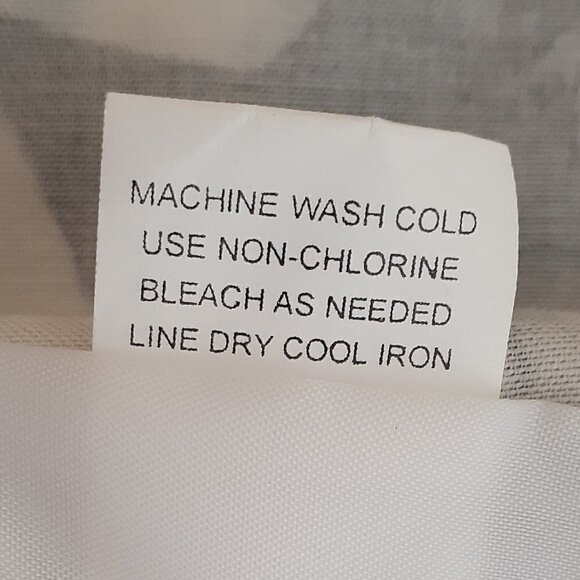 MACHINE WASH COLD
USE NON-CHLORINE
BLEACH AS NEEDED
LINE DRY COOL IRON